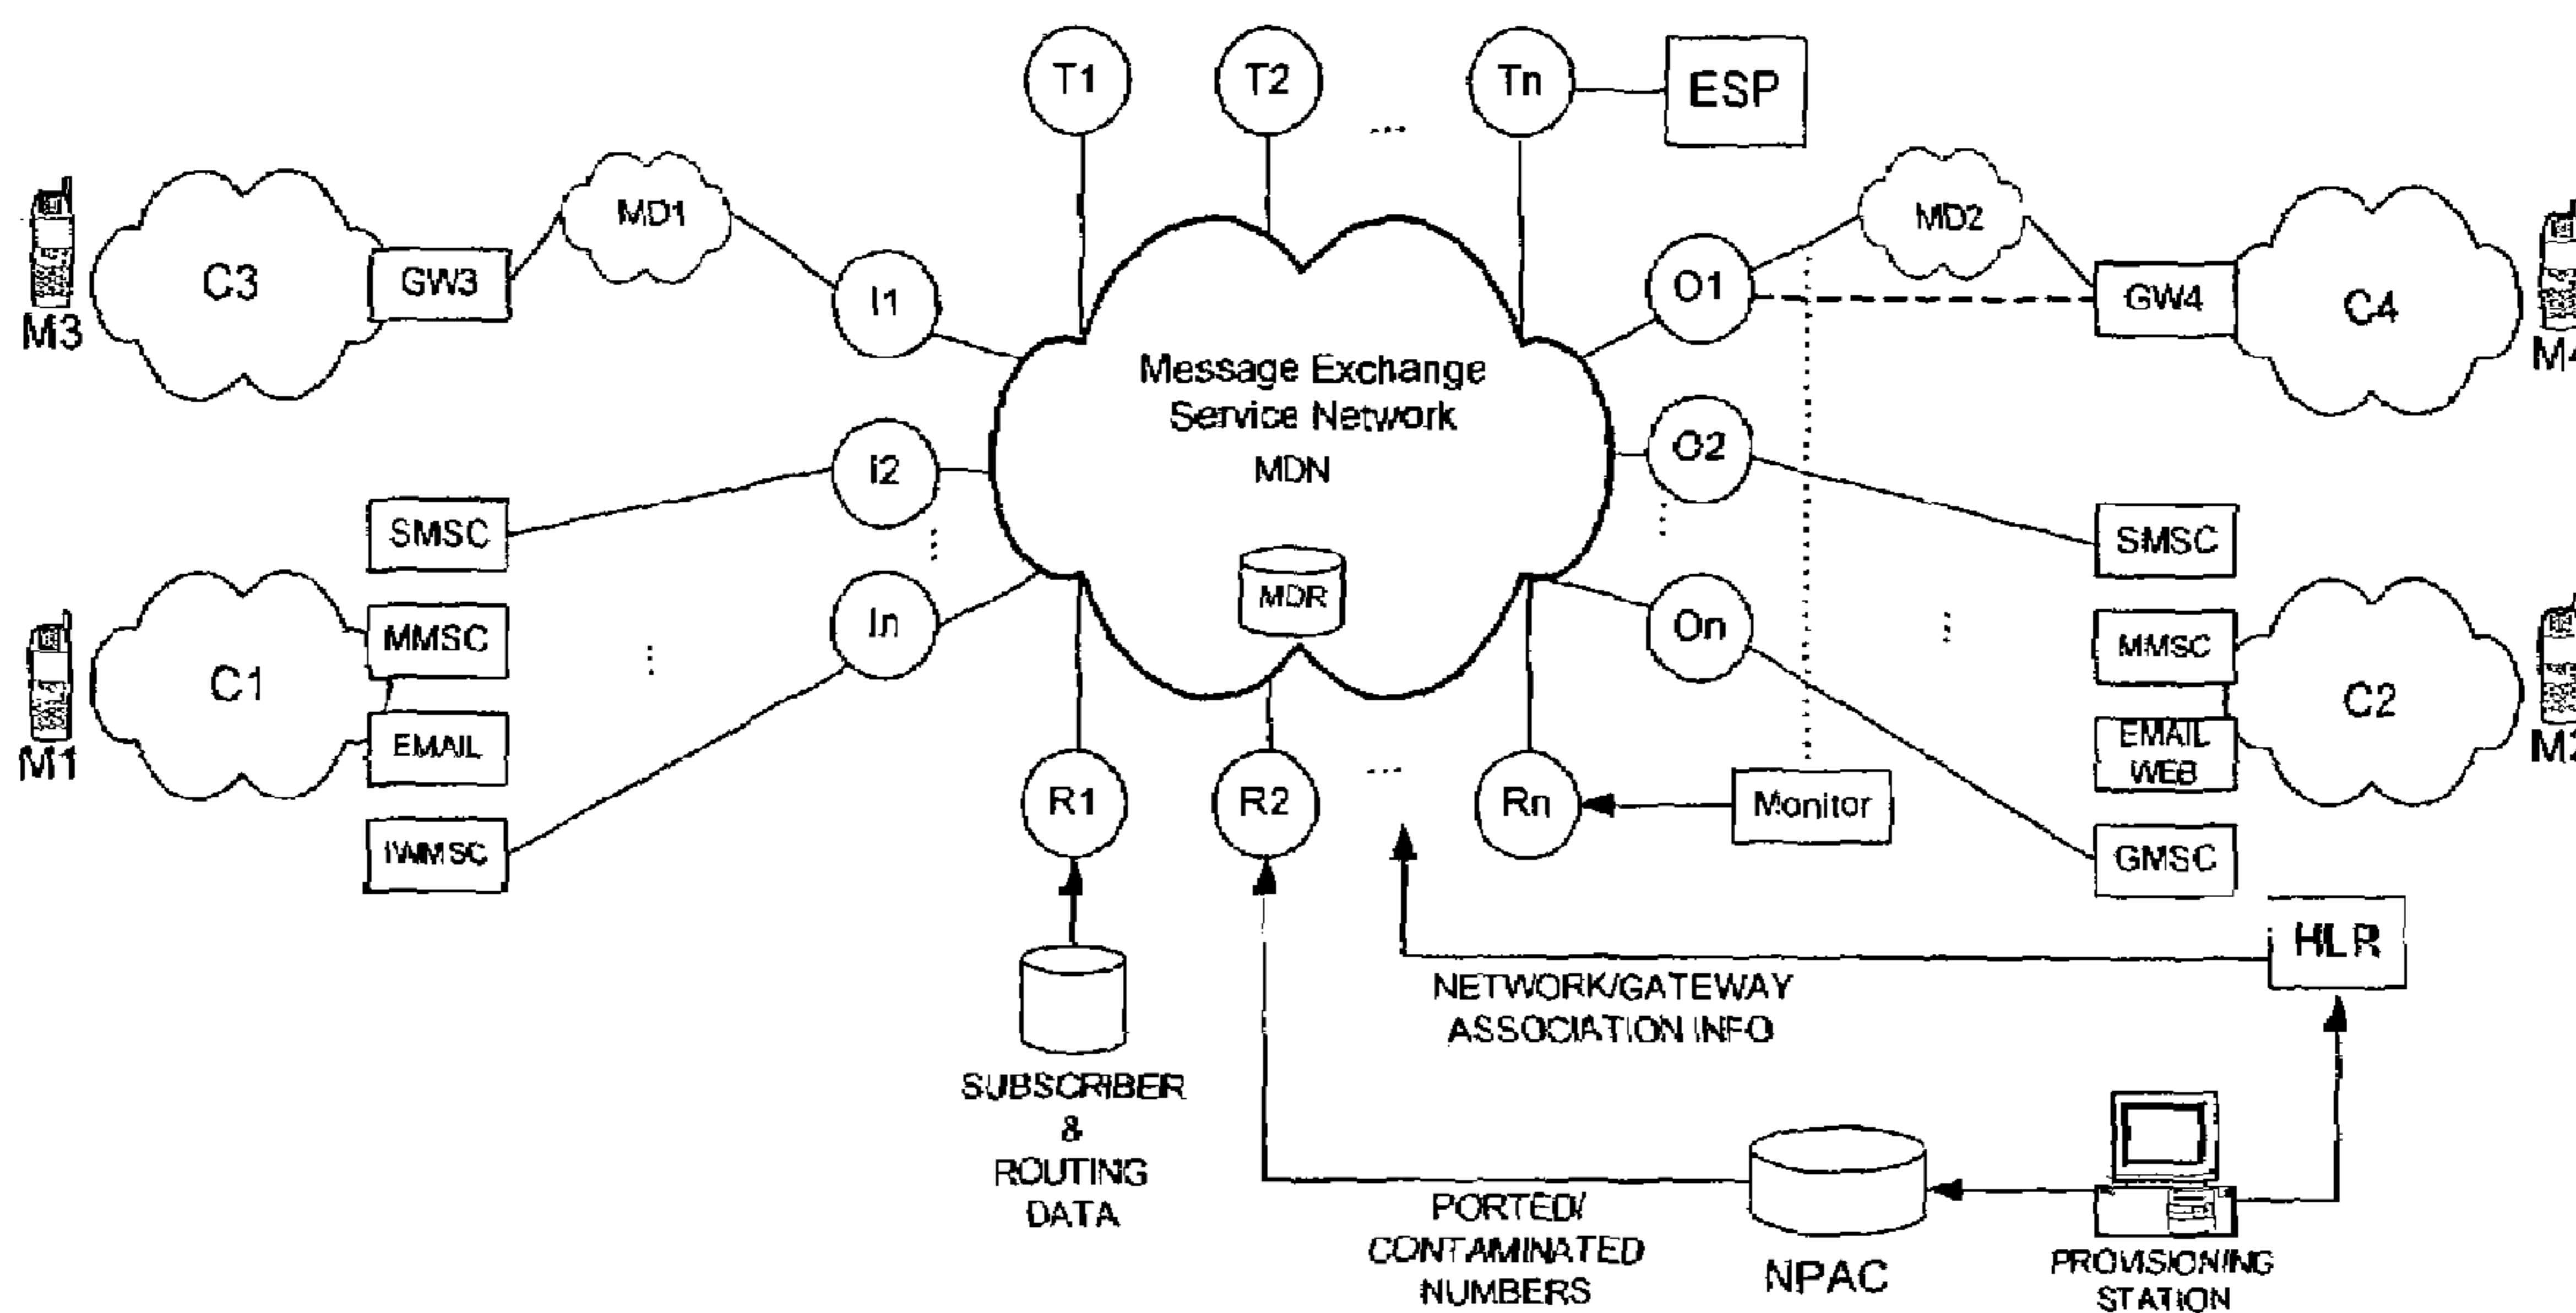 T1
T2
...
Tn
ESP
MD1
MD2
C3
GW3
I1
O1
GW4
C4
M3
Message Exchange
Service Network
MDN
I2
O2
SMSC
SMSC
MDR
In
On
MMSC
MMSC
C1
C2
EMAIL
EMAIL
WEB
M1
R1
R2
...
Rn
Monitor
IWMSC
GMSC
HLR
NETWORK/GATEWAY
ASSOCIATION INFO
SUBSCRIBER
&
ROUTING
DATA
PORTED/
CONTAMINATED
NUMBERS
NPAC
PROVISIONING
STATION